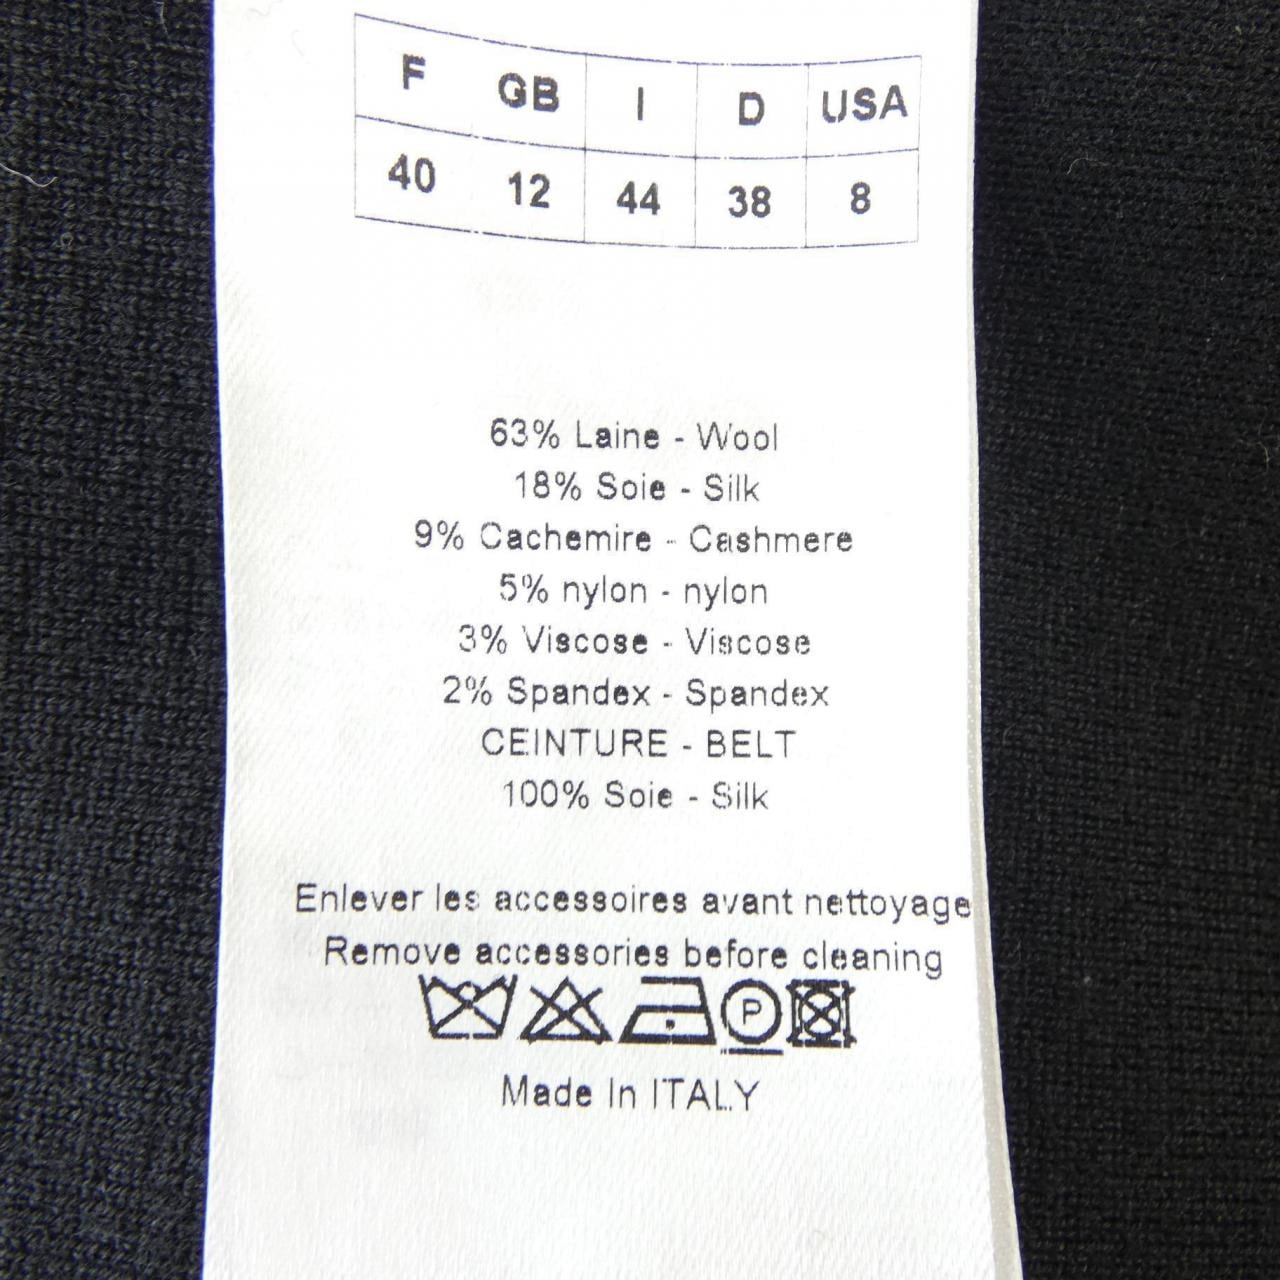 F GB I D USA
40 12 44 38 8
63% Laine - Wool
18% Soie - Silk
9% Cachemire - Cashmere
5% nylon - nylon
3% Viscose - Viscose
2% Spandex - Spandex
CEINTURE - BELT
100% Soie - Silk
Enlever les accessoires avant nettoyage
Remove accessories before cleaning
P
Made In ITALY